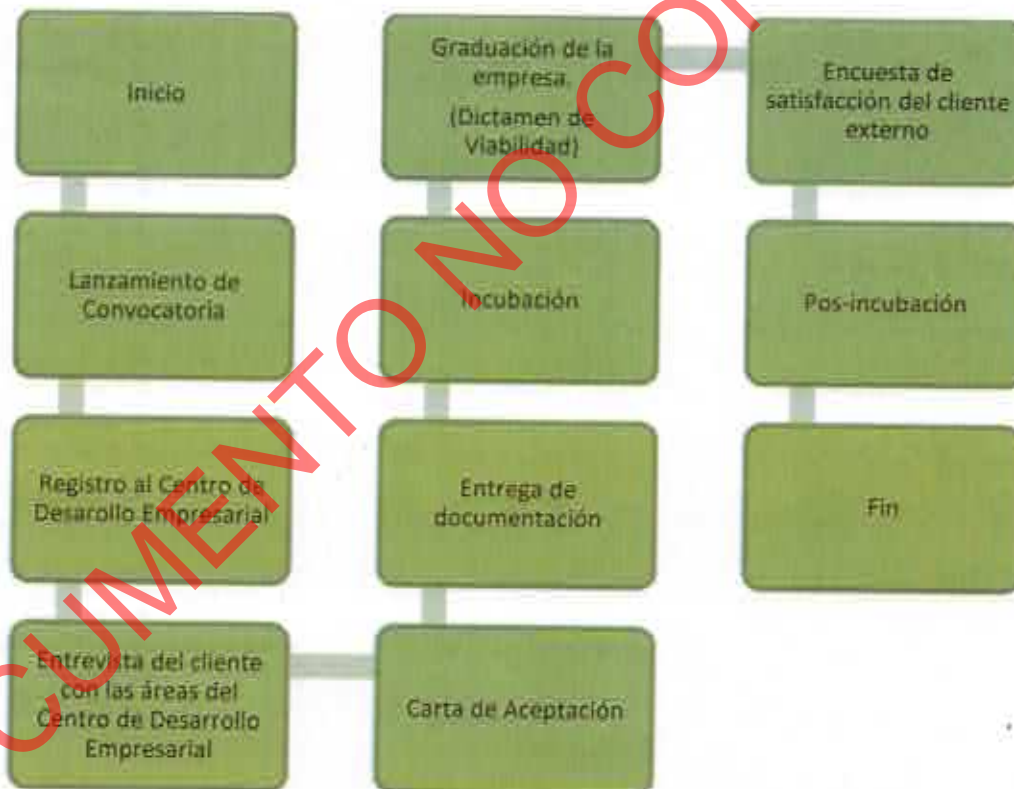 Inicio
Lanzamiento de
Convocatoria
Registro al Centro de
Desarollo Empresarial
Entrevista del cliente
con las áreas del
Centro de Desarrollo
Empresarial
Carta de Aceptación
Entrega de
documentación
Incubación
Graduación de la
empresa.
(Dictamen de
Viabilidad)
Encuesta de
satisfacción del cliente
externo
Pos-incubación
Fin
CUMENTO NO CO